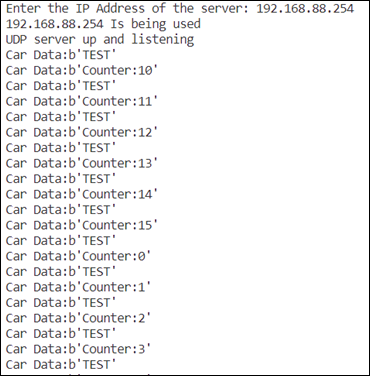 Enter the IP Address of the server: 192.168.88.254
192.168.88.254 Is being used
UDP server up and listening
Car Data:b'TEST'
Car Data:b'Counter:10'
Car Data:b'TEST'
Car Data:b'Counter:11'
Car Data:b'TEST'
Car Data:b'Counter:12'
Car Data:b'TEST'
Car Data:b'Counter:13'
Car Data:b'TEST'
Car Data:b'Counter:14'
Car Data:b'TEST'
Car Data:b'Counter:15'
Car Data:b'TEST'
Car Data:b'Counter:0'
Car Data:b'TEST'
Car Data:b'Counter:1'
Car Data:b'TEST'
Car Data:b'Counter:2'
Car Data:b'TEST'
Car Data:b'Counter:3'
Car Data:b'TEST'